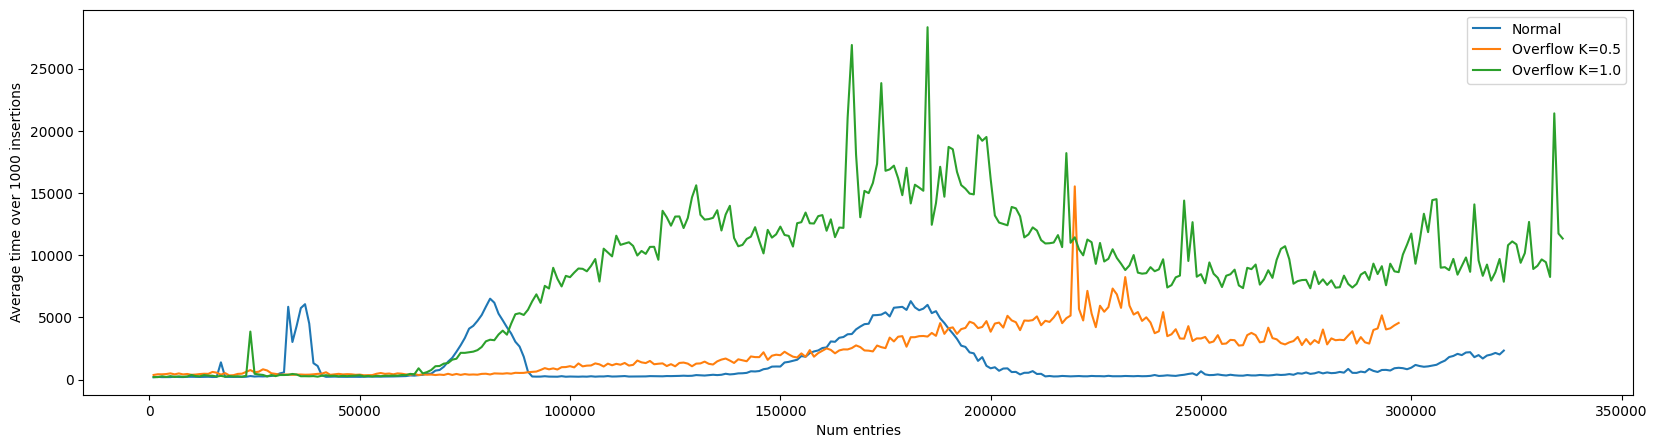 Normal
Overflow K=0.5
Overflow K=1.0
Average time over 1000 insertions
25000
20000
15000
10000
5000
0
0 50000 100000 150000 200000 250000 300000 350000
Num entries